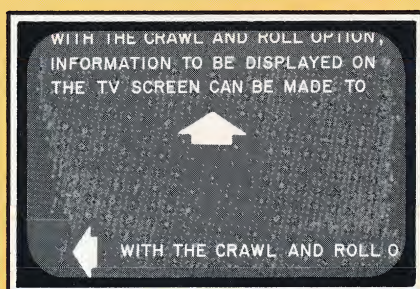 WITH THE CRAWL AND ROLL OPTION,
INFORMATION TO BE DISPLAYED ON
THE TV SCREEN CAN BE MADE TO
WITH THE CRAWL AND ROLL O